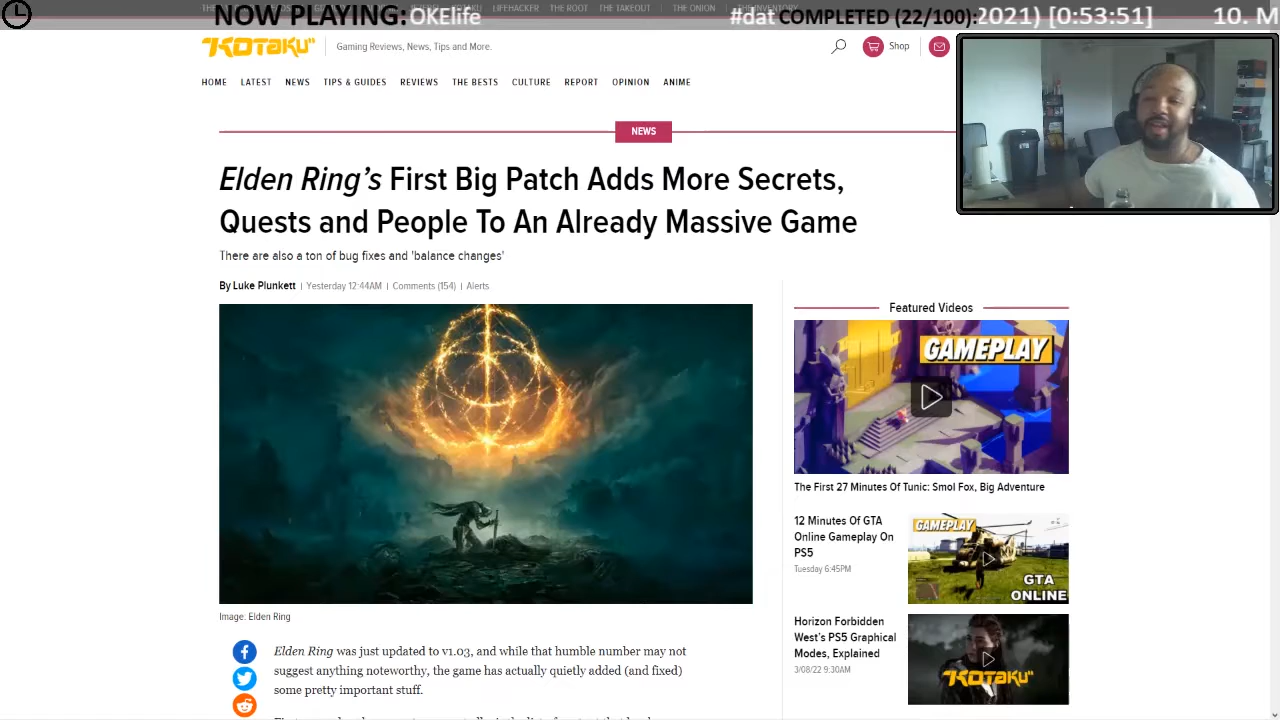 NOW PLAYING: OKElife
LIFEHACKER THE ROOT THE TAKEOUT THE ONION THE INVENTORY
#dat COMPLETED (22/100): 2021) [0:53:51] 10. M
KOTAKU
Gaming Reviews, News, Tips and More.
Shop
HOME LATEST NEWS TIPS & GUIDES REVIEWS THE BESTS CULTURE REPORT OPINION ANIME
NEWS
Elden Ring's First Big Patch Adds More Secrets,
Quests and People To An Already Massive Game
There are also a ton of bug fixes and 'balance changes'
By Luke Plunkett | Yesterday 12:44AM | Comments (154) | Alerts
Image: Elden Ring
Elden Ring was just updated to v1.03, and while that humble number may not
suggest anything noteworthy, the game has actually quietly added (and fixed)
some pretty important stuff.
Featured Videos
GAMEPLAY
The First 27 Minutes Of Tunic: Smol Fox, Big Adventure
12 Minutes Of GTA
Online Gameplay On
PS5
Tuesday 6:45PM
GAMEPLAY
GTA
ONLINE
Horizon Forbidden
West's PS5 Graphical
Modes, Explained
3/08/22 9:30AM
KOTAKU